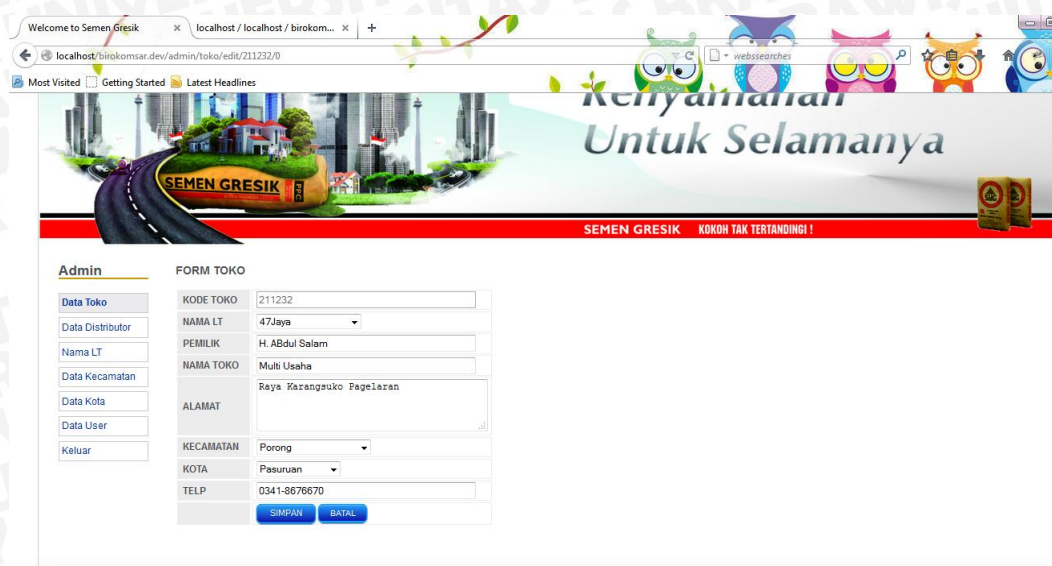 Welcome to Semen Gresik
localhost / localhost / birokom...
localhost/birokomsar.dev/admin/toko/edit/211232/0
webssearches
Most Visited
Getting Started
Latest Headlines
Kenyamanan
Untuk Selamanya
SEMEN GRESIK
PPC
SEMEN GRESIK KOKOH TAK TERTANDINGI !
Admin
Data Toko
Data Distributor
Nama LT
Data Kecamatan
Data Kota
Data User
Keluar
FORM TOKO
KODE TOKO 211232
NAMA LT 47Jaya
PEMILIK H. ABdul Salam
NAMA TOKO Multi Usaha
ALAMAT Raya Karangsuko Pagelaran
KECAMATAN Porong
KOTA Pasuruan
TELP 0341-8676670
SIMPAN BATAL